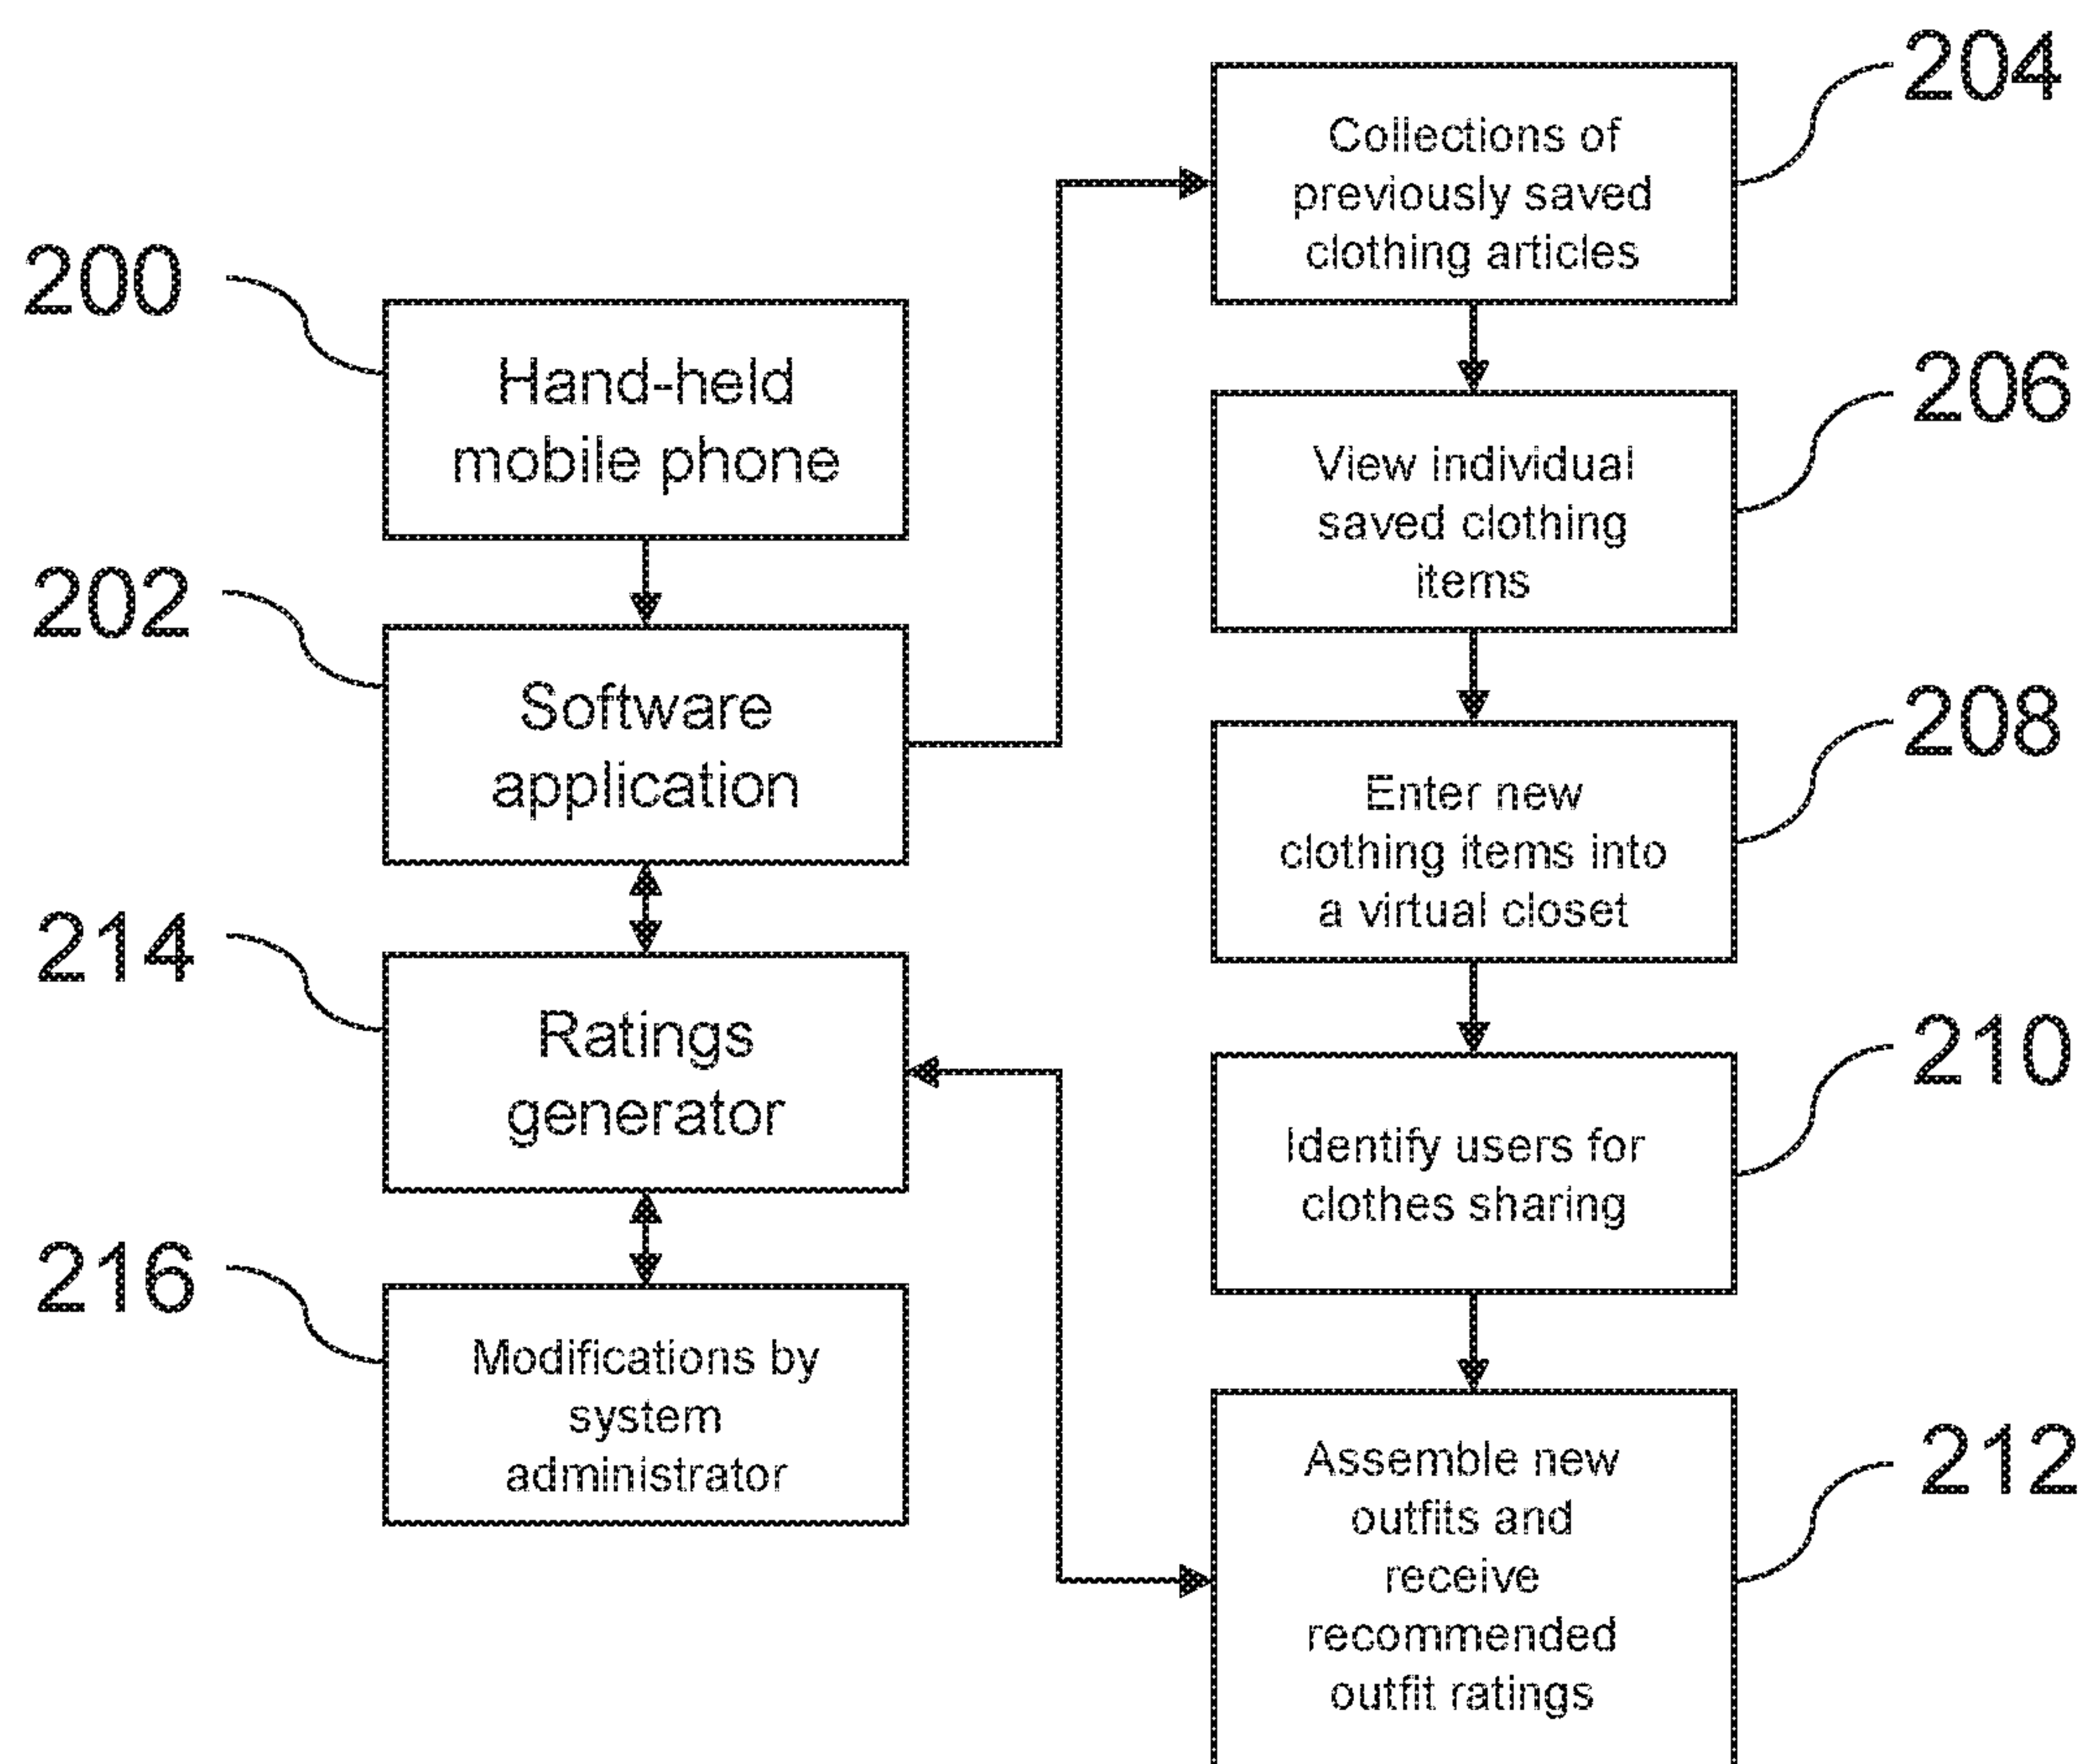 200
Hand-held
mobile phone
202
Software
application
214
Ratings
generator
216
Modifications by
system
administrator
204
Collections of
previously saved
clothing articles
206
View individual
saved clothing
items
208
Enter new
clothing items into
a virtual closet
210
Identify users for
clothes sharing
212
Assemble new
outfits and
receive
recommended
outfit ratings